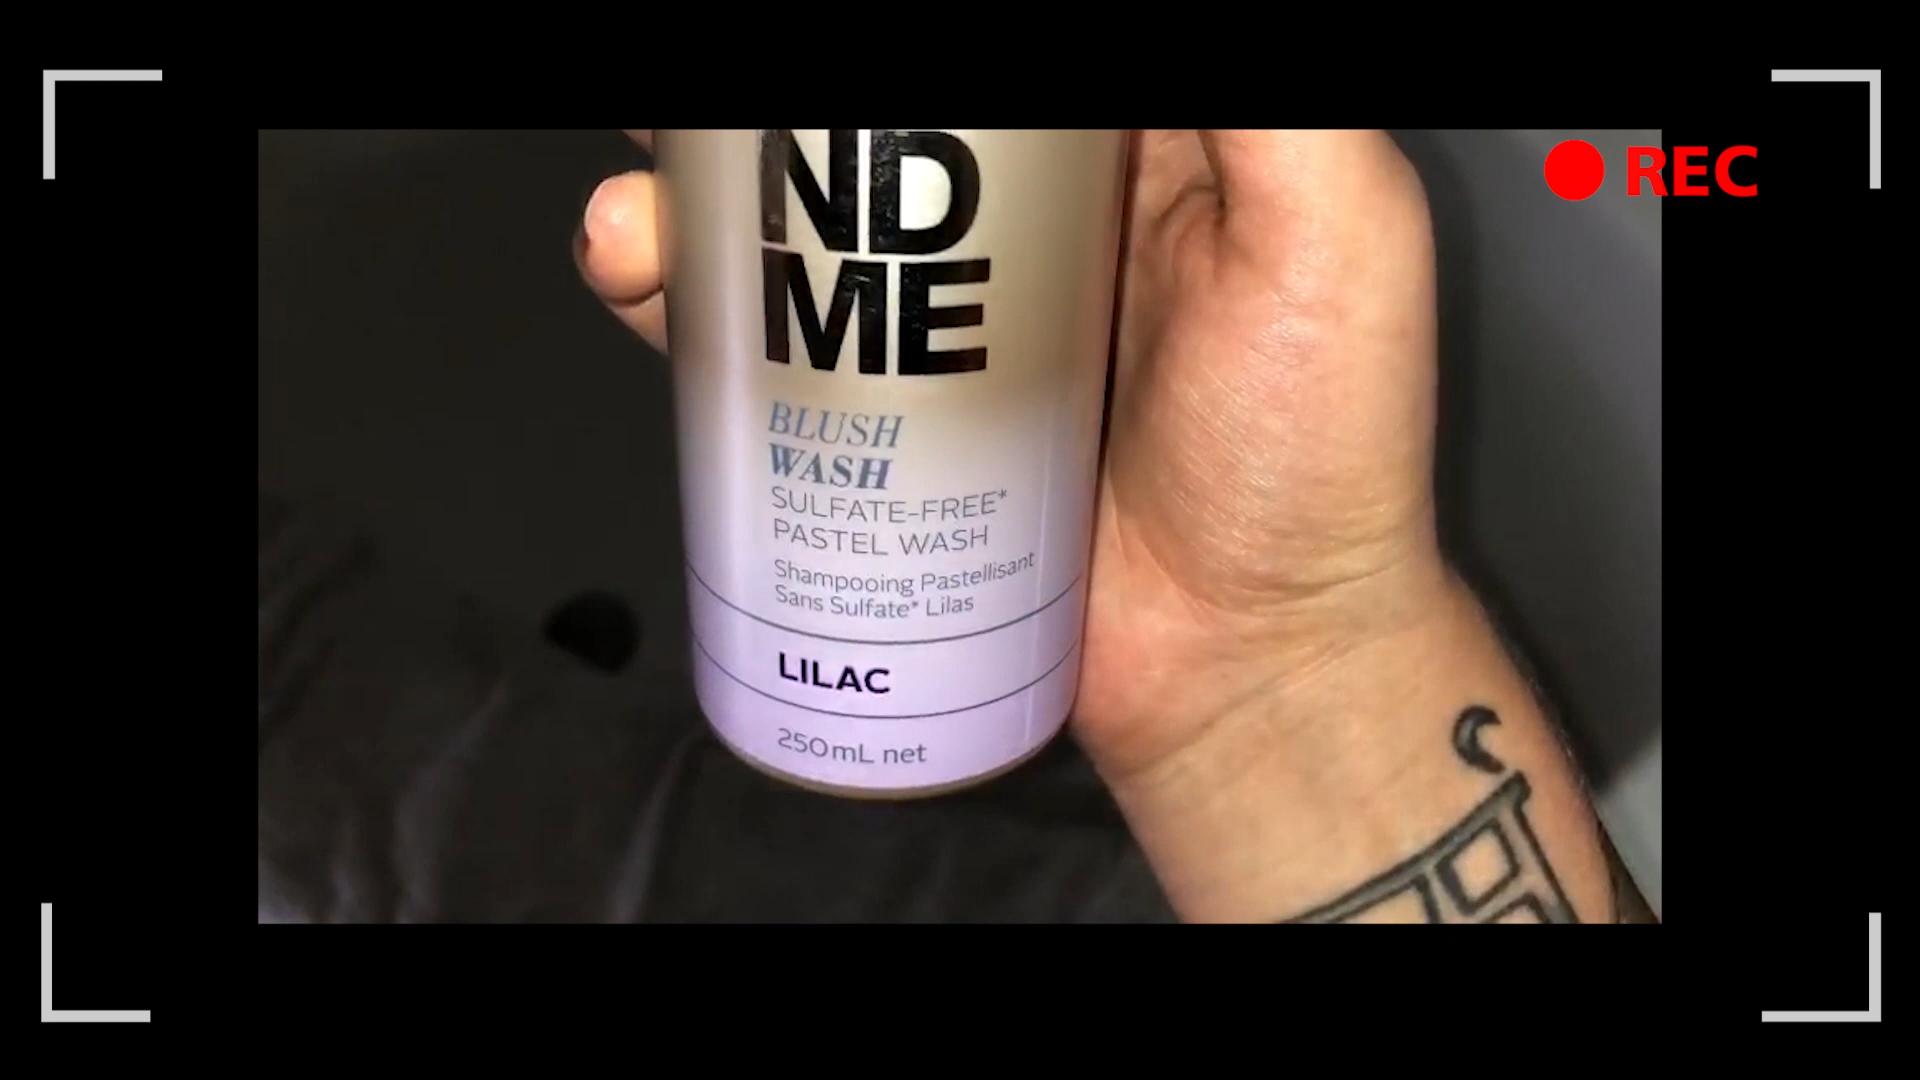 REC
ND
ME
BLUSH
WASH
SULFATE-FREE*
PASTEL WASH
Shampooing Pastellisant
Sans Sulfate* Lilas
LILAC
250mL net